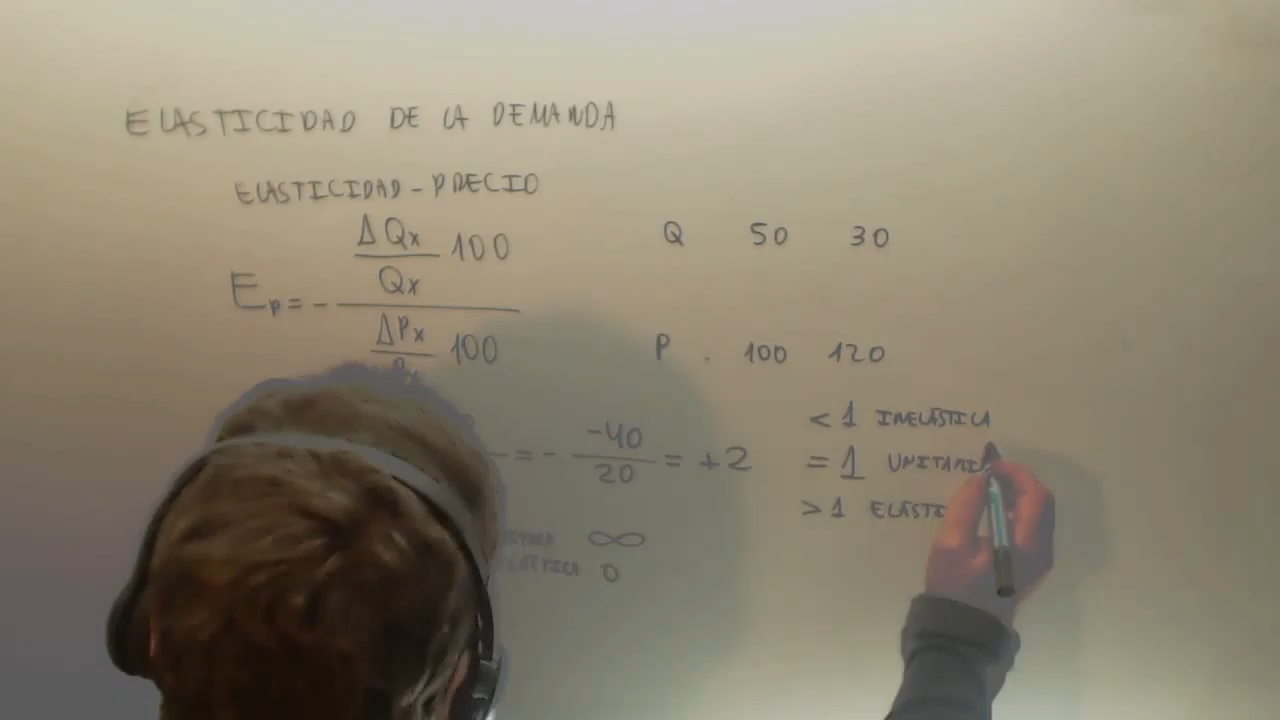 ELASTICIDAD DE LA DEMANDA
ELASTICIDAD - PRECIO
ΔQx 100
Qx
Ep = -
ΔPx 100
Q 50 30
P . 100 120
= - -40 = +2
20
< 1 INELÁSTICA
= 1 UNITARI
> 1 ELÁSTI
∞
0